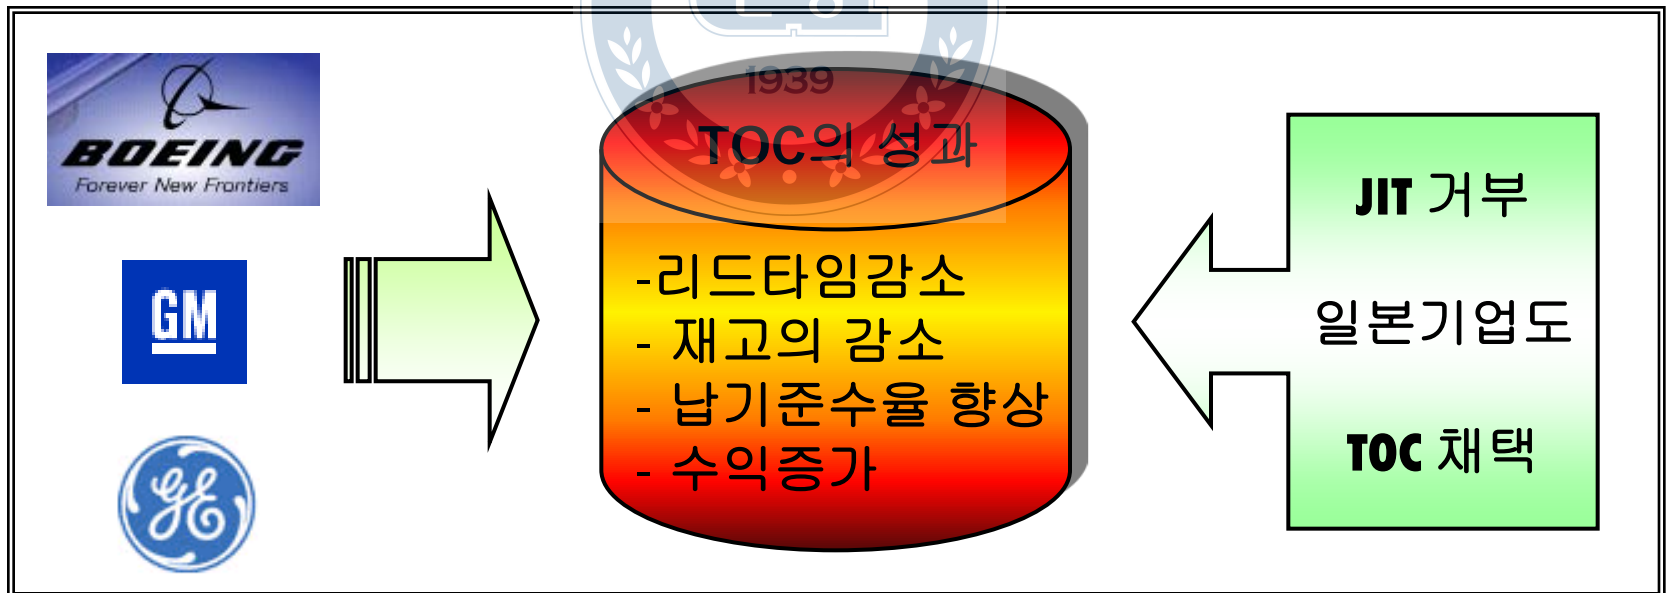 BOEING
Forever New Frontiers
GM
GE
1939
TOC의 성과
-리드타임감소
- 재고의 감소
- 납기준수율 향상
- 수익증가
JIT 거부
일본기업도
TOC 채택